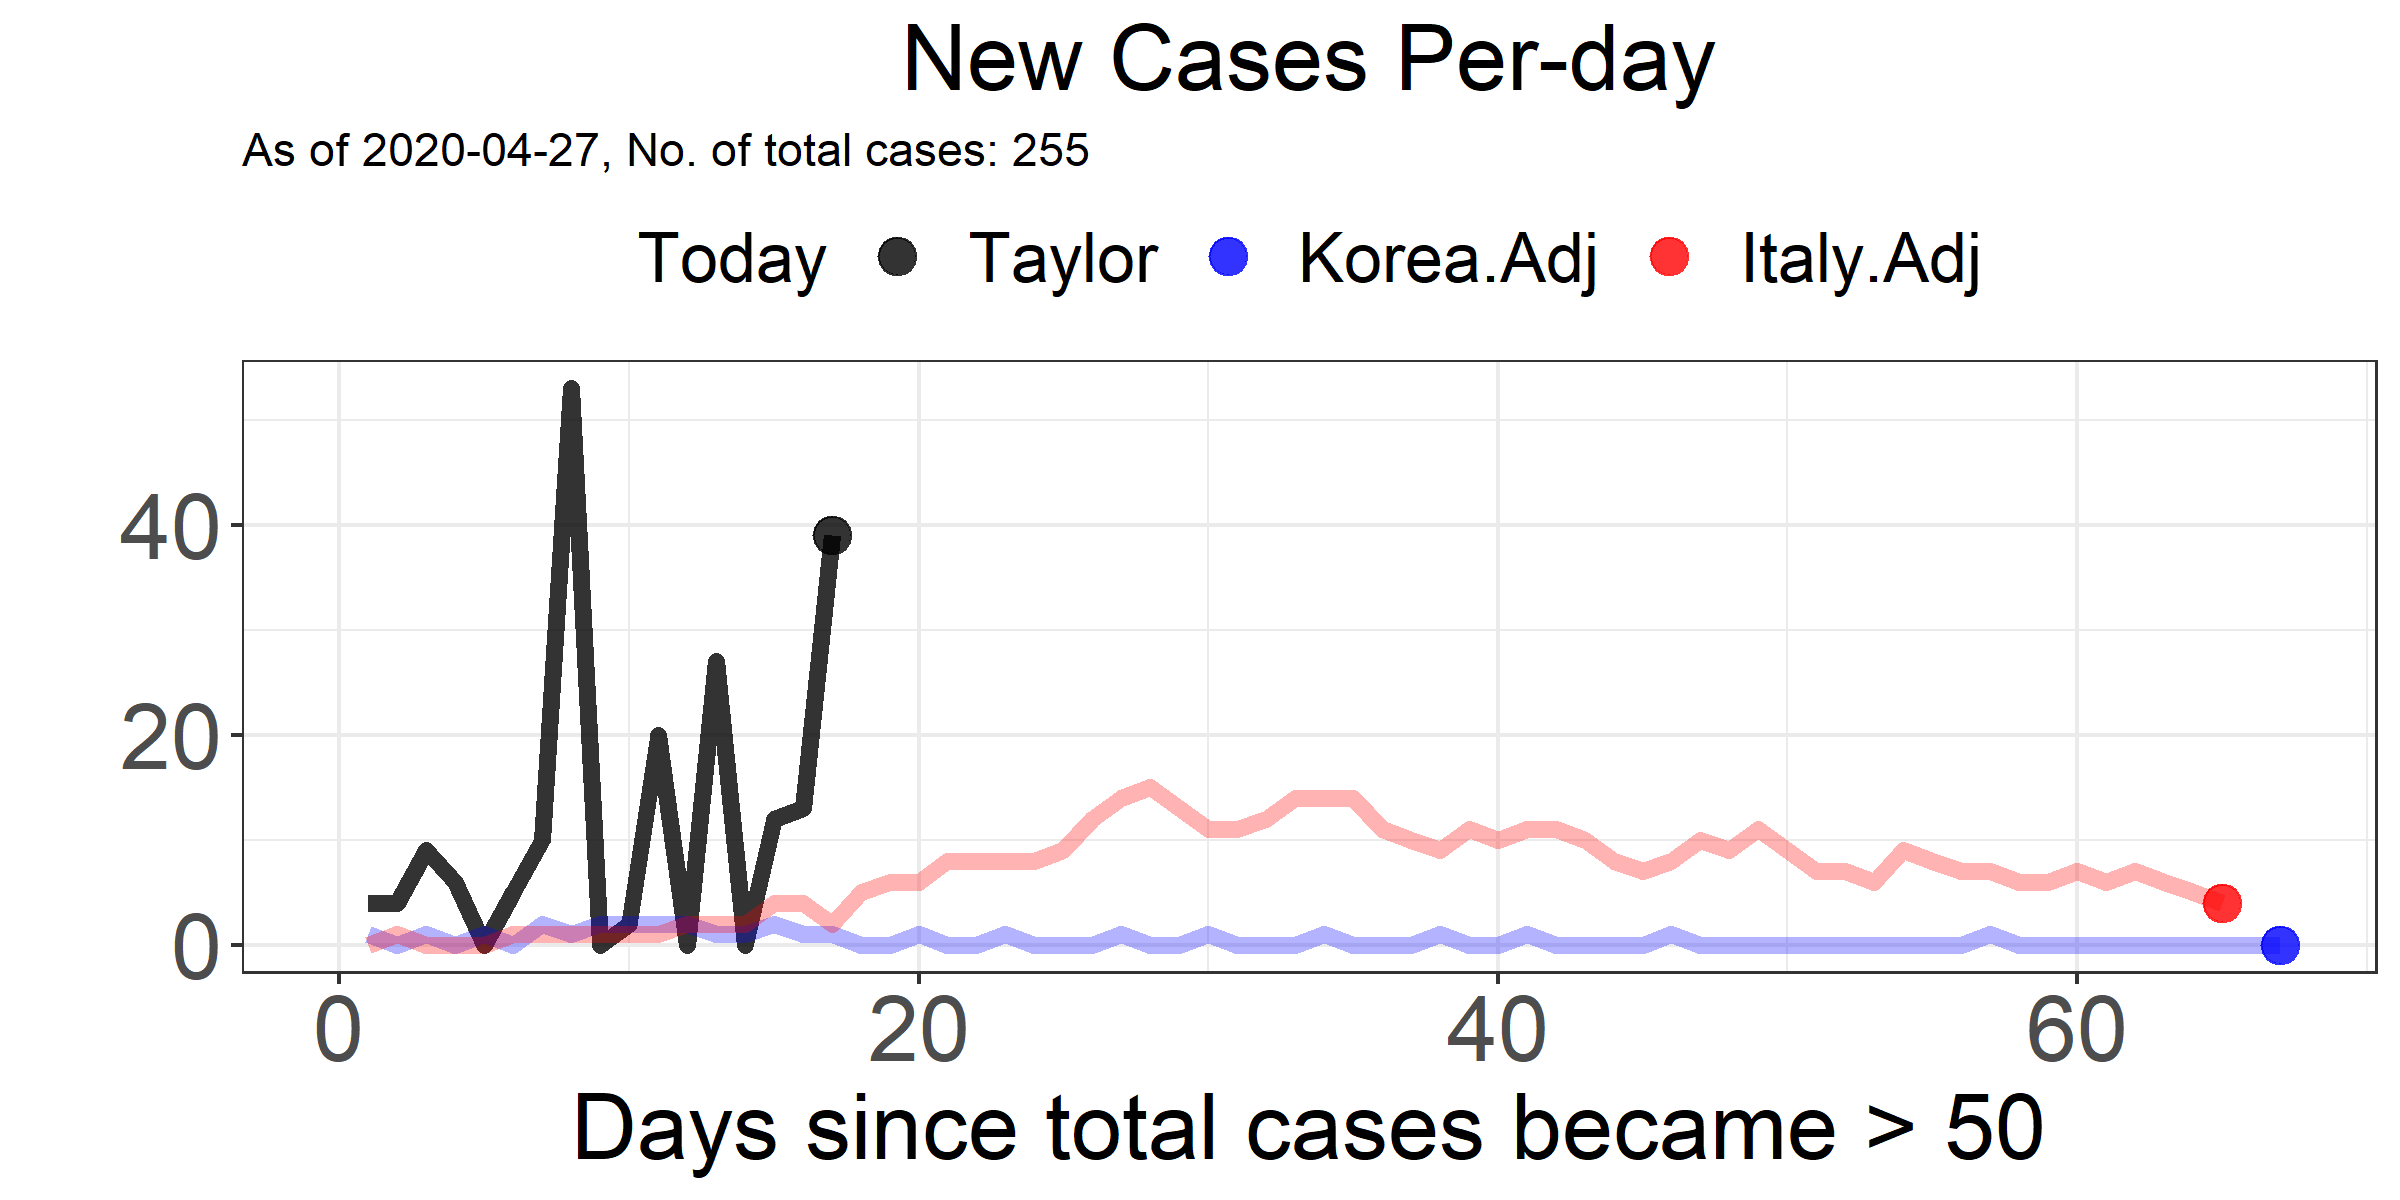 New Cases Per-day
As of 2020-04-27, No. of total cases: 255
Today Taylor Korea.Adj Italy.Adj
40
20
0
0 20 40 60
Days since total cases became > 50